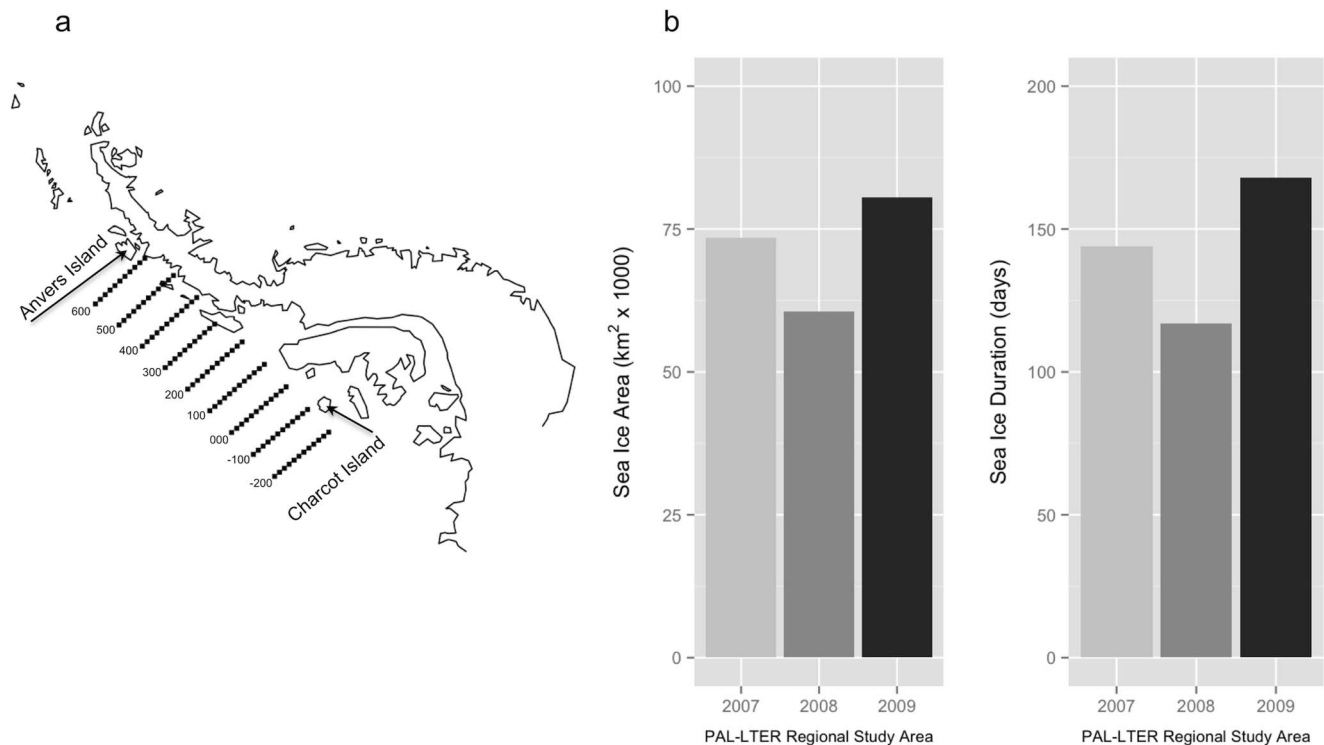 a
Anvers Island
600
500
400
300
200
100
000
-100
-200
Charcot Island
b
Sea Ice Area (km² x 1000)
100
75
50
25
0
2007 2008 2009
PAL-LTER Regional Study Area
Sea Ice Duration (days)
200
150
100
50
0
2007 2008 2009
PAL-LTER Regional Study Area